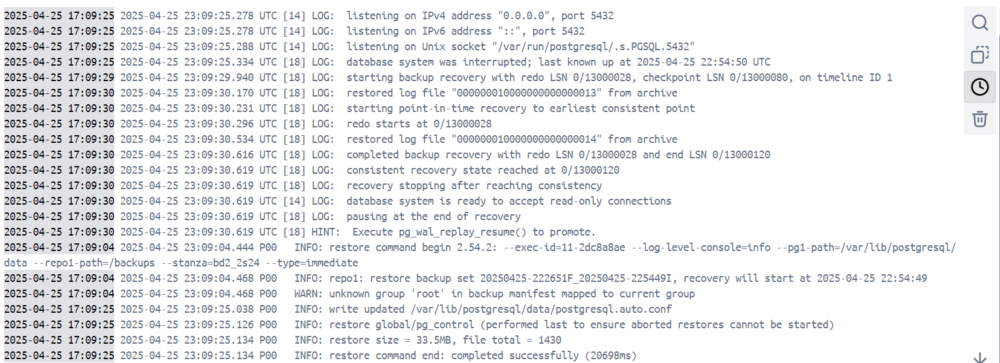 2025-04-25 17:09:25 2025-04-25 23:09:25.278 UTC [14] LOG:  listening on IPv4 address "0.0.0.0", port 5432
2025-04-25 17:09:25 2025-04-25 23:09:25.278 UTC [14] LOG:  listening on IPv6 address "::", port 5432
2025-04-25 17:09:25 2025-04-25 23:09:25.288 UTC [14] LOG:  listening on Unix socket "/var/run/postgresql/.s.PGSQL.5432"
2025-04-25 17:09:25 2025-04-25 23:09:25.334 UTC [18] LOG:  database system was interrupted; last known up at 2025-04-25 22:54:50 UTC
2025-04-25 17:09:29 2025-04-25 23:09:29.940 UTC [18] LOG:  starting backup recovery with redo LSN 0/13000028, checkpoint LSN 0/13000080, on timeline ID 1
2025-04-25 17:09:30 2025-04-25 23:09:30.170 UTC [18] LOG:  restored log file "000000010000000000000013" from archive
2025-04-25 17:09:30 2025-04-25 23:09:30.231 UTC [18] LOG:  starting point-in-time recovery to earliest consistent point
2025-04-25 17:09:30 2025-04-25 23:09:30.296 UTC [18] LOG:  redo starts at 0/13000028
2025-04-25 17:09:30 2025-04-25 23:09:30.534 UTC [18] LOG:  restored log file "000000010000000000000014" from archive
2025-04-25 17:09:30 2025-04-25 23:09:30.616 UTC [18] LOG:  completed backup recovery with redo LSN 0/13000028 and end LSN 0/13000120
2025-04-25 17:09:30 2025-04-25 23:09:30.619 UTC [18] LOG:  consistent recovery state reached at 0/13000120
2025-04-25 17:09:30 2025-04-25 23:09:30.619 UTC [18] LOG:  recovery stopping after reaching consistency
2025-04-25 17:09:30 2025-04-25 23:09:30.619 UTC [14] LOG:  database system is ready to accept read-only connections
2025-04-25 17:09:30 2025-04-25 23:09:30.619 UTC [18] LOG:  pausing at the end of recovery
2025-04-25 17:09:30 2025-04-25 23:09:30.619 UTC [18] HINT:  Execute pg_wal_replay_resume() to promote.
2025-04-25 17:09:04 2025-04-25 23:09:04.444 P00   INFO: restore command begin 2.54.2: --exec-id=11-2dc8a8ae --log-level-console=info --pg1-path=/var/lib/postgresql/
data --repo1-path=/backups --stanza=bd2_2s24 --type=immediate
2025-04-25 17:09:04 2025-04-25 23:09:04.468 P00   INFO: repo1: restore backup set 20250425-222651F_20250425-225449I, recovery will start at 2025-04-25 22:54:49
2025-04-25 17:09:04 2025-04-25 23:09:04.468 P00   WARN: unknown group 'root' in backup manifest mapped to current group
2025-04-25 17:09:25 2025-04-25 23:09:25.038 P00   INFO: write updated /var/lib/postgresql/data/postgresql.auto.conf
2025-04-25 17:09:25 2025-04-25 23:09:25.126 P00   INFO: restore global/pg_control (performed last to ensure aborted restores cannot be started)
2025-04-25 17:09:25 2025-04-25 23:09:25.134 P00   INFO: restore size = 33.5MB, file total = 1430
2025-04-25 17:09:25 2025-04-25 23:09:25.134 P00   INFO: restore command end: completed successfully (20698ms)